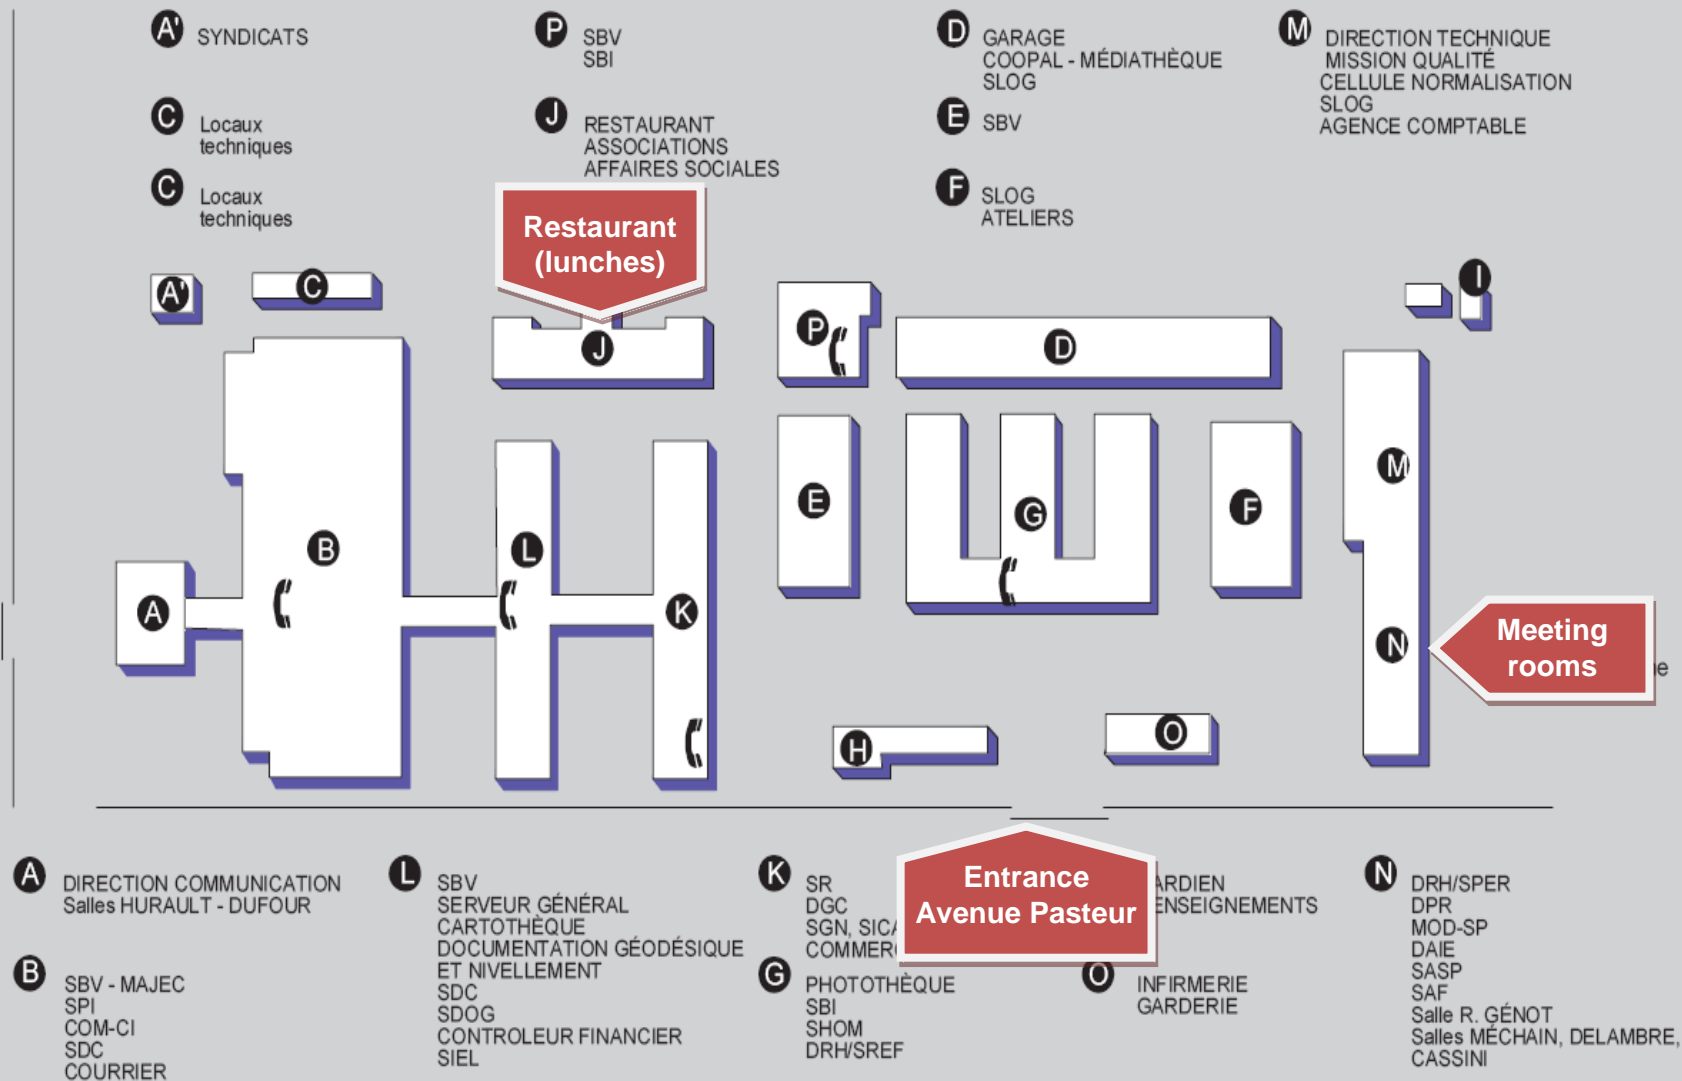 A' SYNDICATS
C Locaux
techniques
C Locaux
techniques
P SBV
SBI
J RESTAURANT
ASSOCIATIONS
AFFAIRES SOCIALES
D GARAGE
COOPAL - MÉDIATHÈQUE
SLOG
E SBV
F SLOG
ATELIERS
M DIRECTION TECHNIQUE
MISSION QUALITÉ
CELLULE NORMALISATION
SLOG
AGENCE COMPTABLE
Restaurant
(lunches)
A'
C
J
P
D
I
B
L
E
G
F
M
A
K
N
Meeting
rooms
H
O
Entrance
Avenue Pasteur
A DIRECTION COMMUNICATION
Salles HURAULT - DUFOUR
B SBV - MAJEC
SPI
COM-CI
SDC
COURRIER
L SBV
SERVEUR GÉNÉRAL
CARTOTHÈQUE
DOCUMENTATION GÉODÉSIQUE
ET NIVELLEMENT
SDC
SDOG
CONTROLEUR FINANCIER
SIEL
K SR
DGC
SGN,
G PHOTOTHÈQUE
SBI
SHOM
DRH/SREF
O INFIRMERIE
GARDERIE
N DRH/SPER
DPR
MOD-SP
DAIE
SASP
SAF
Salle R. GÉNOT
Salles MÉCHAIN, DELAMBRE,
CASSINI